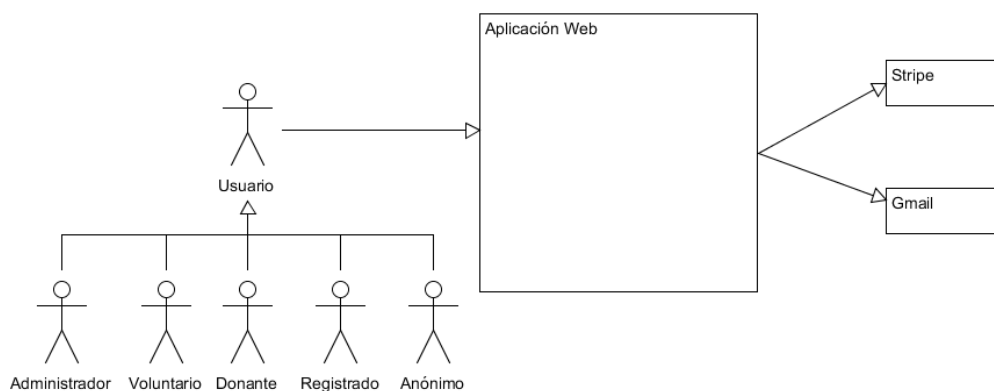 Aplicación Web
Stripe
Usuario
Gmail
Administrador
Voluntario
Donante
Registrado
Anónimo